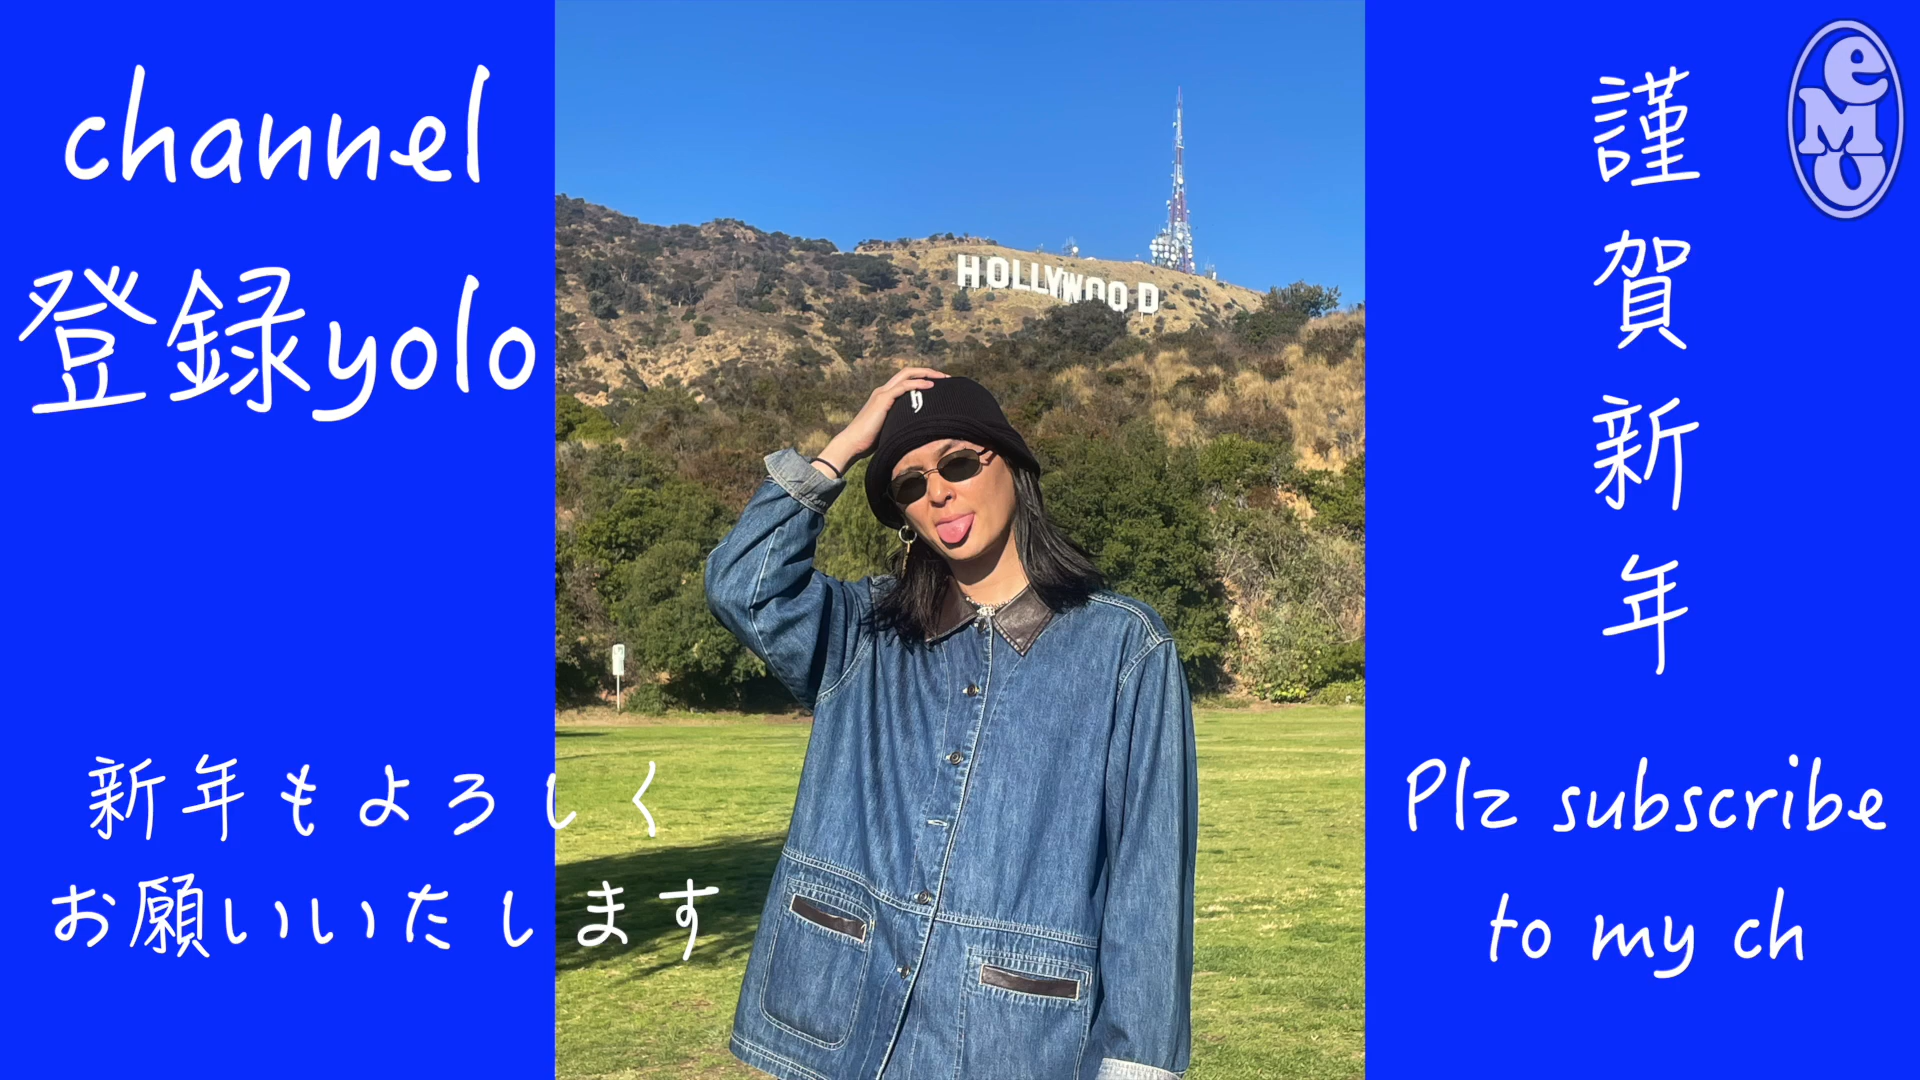 channel
登録yolo
新年もよろしく
お願いいたします
HOLLYWOOD
h
謹賀新年
Plz subscribe
to my ch
eMO